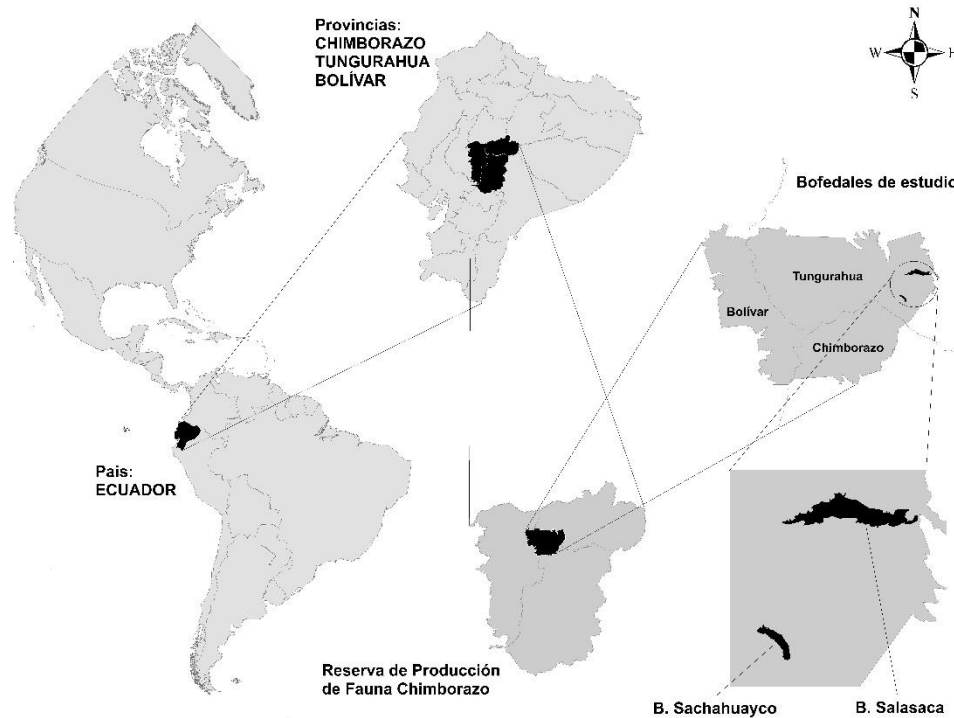 Provincias:
CHIMBORAZO
TUNGURAHUA
BOLÍVAR
N
W
E
S
Bofedales de estudio
Tungurahua
Bolívar
Chimborazo
Pais:
ECUADOR
Reserva de Producción
de Fauna Chimborazo
B. Sachahuayco
B. Salasaca